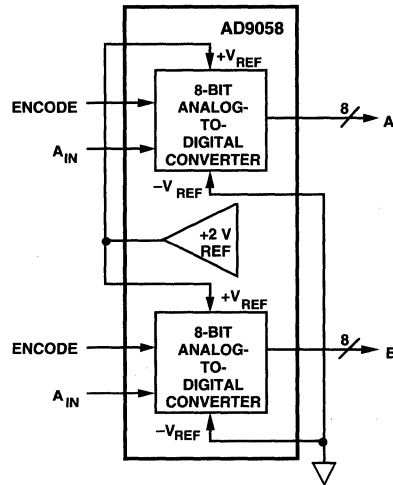 AD9058
+VREF
ENCODE
8-BIT
ANALOG-
TO-
DIGITAL
CONVERTER
8
A
AIN
−VREF
+2 V
REF
+VREF
ENCODE
8-BIT
ANALOG-
TO-
DIGITAL
CONVERTER
8
B
AIN
−VREF